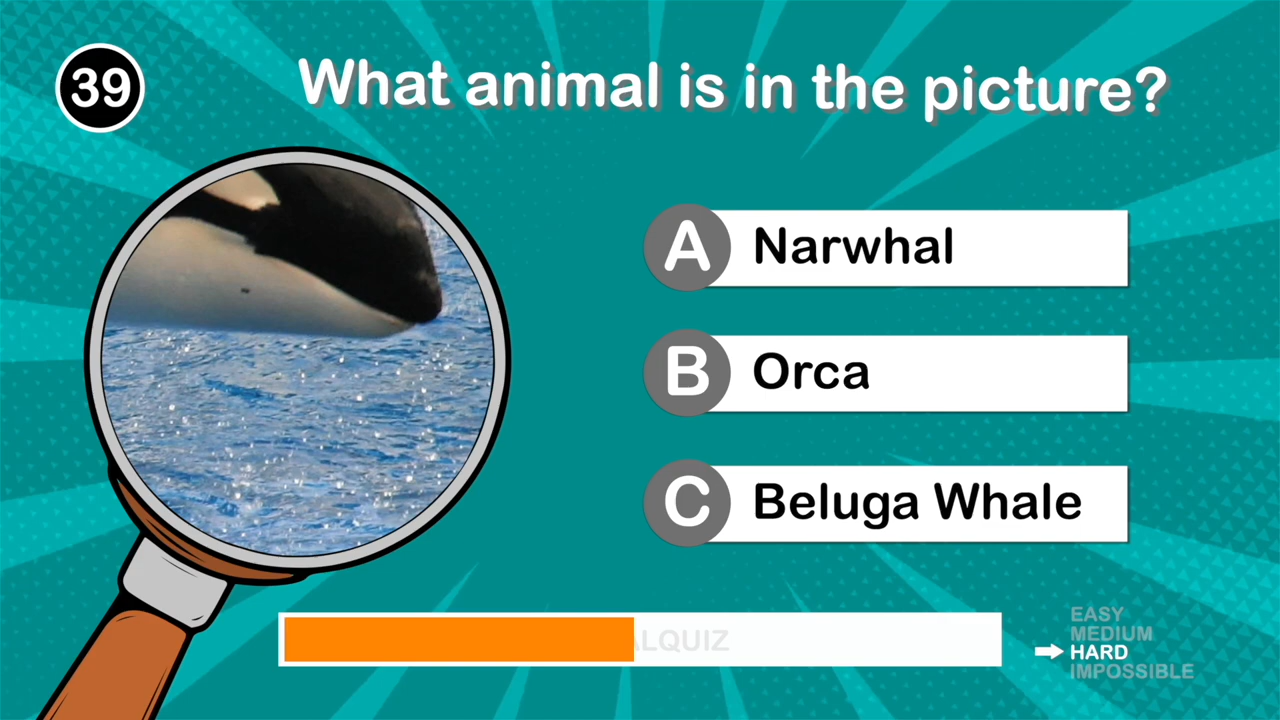 39
What animal is in the picture?
A Narwhal
B Orca
C Beluga Whale
ALQUIZ
EASY
MEDIUM
HARD
IMPOSSIBLE